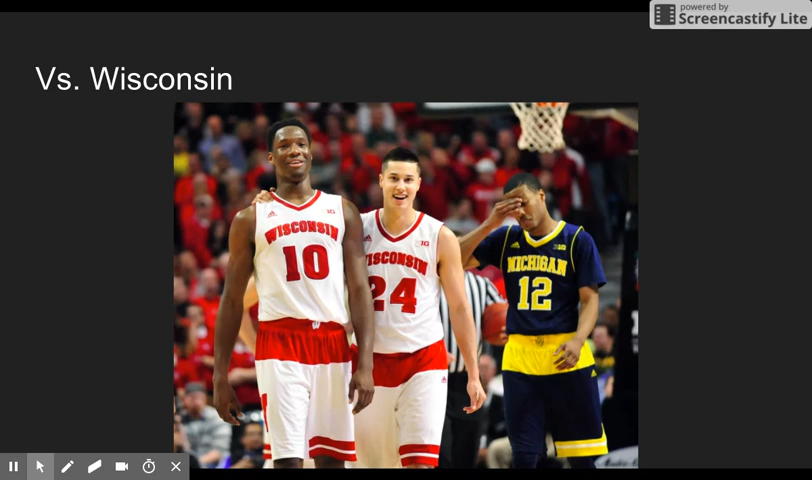 powered by
Screencastify Lite
Vs. Wisconsin
WISCONSIN
10
WISCONSIN
24
MICHIGAN
12